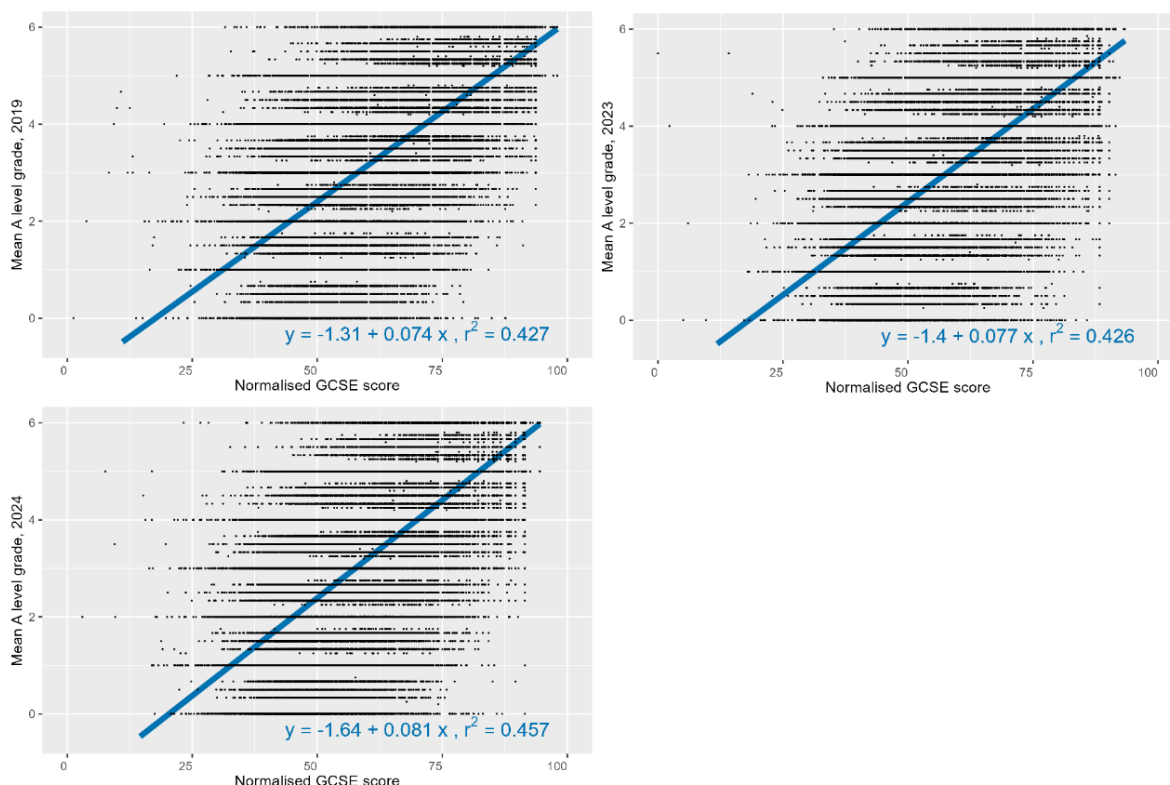 6
4
2
0
Mean A level grade, 2019
y = -1.31 + 0.074 x , r² = 0.427
0 25 50 75 100
Normalised GCSE score
6
4
2
0
Mean A level grade, 2023
y = -1.4 + 0.077 x , r² = 0.426
0 25 50 75 100
Normalised GCSE score
6
4
2
0
Mean A level grade, 2024
y = -1.64 + 0.081 x , r² = 0.457
0 25 50 75 100
Normalised GCSE score